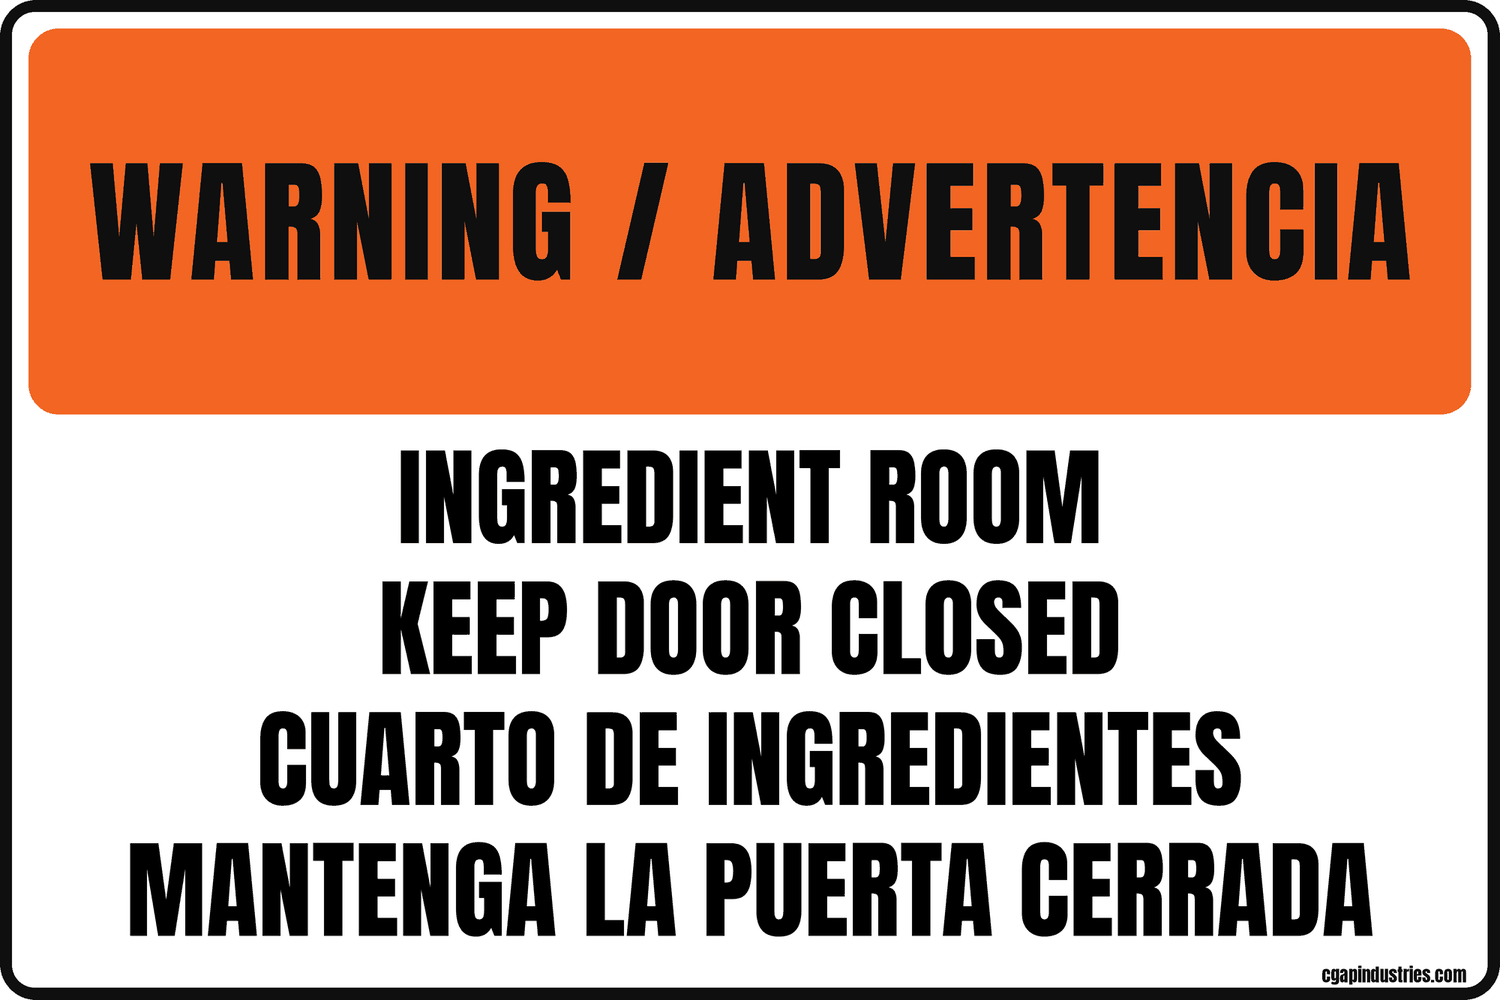 WARNING / ADVERTENCIA
INGREDIENT ROOM
KEEP DOOR CLOSED
CUARTO DE INGREDIENTES
MANTENGA LA PUERTA CERRADA
cgapindustries.com